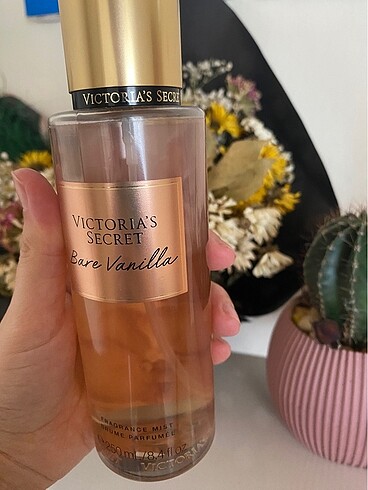 VICTORIA'S SECRE
VICTORIA'S
SECRET
Bare Vanilla
FRAGRANCE MIST
BRUME PARFUMÉE
250 ml / 8.4 fl oz
VICTORIA